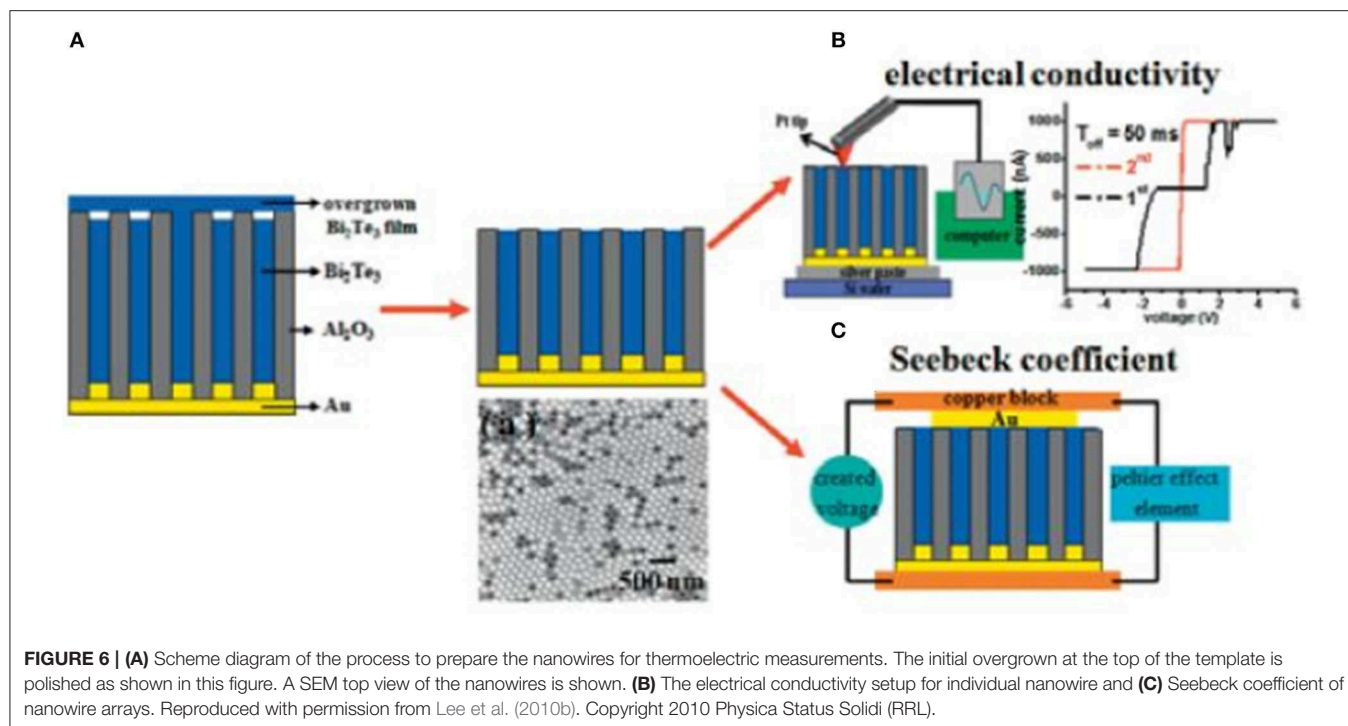 A
overgrown
Bi₂Te₃ film
Bi₂Te₃
Al₂O₃
Au
(a)
500 nm
B
electrical conductivity
Pt tip
computer
silver paste
Si wafer
1000
500
0
-500
-1000
current (nA)
T_off = 50 ms
2nd
1st
-6 -4 -2 0 2 4 6
voltage (V)
C
Seebeck coefficient
copper block
Au
created
voltage
peltier effect
element
FIGURE 6 | (A) Scheme diagram of the process to prepare the nanowires for thermoelectric measurements. The initial overgrown at the top of the template is
polished as shown in this figure. A SEM top view of the nanowires is shown. (B) The electrical conductivity setup for individual nanowire and (C) Seebeck coefficient of
nanowire arrays. Reproduced with permission from Lee et al. (2010b). Copyright 2010 Physica Status Solidi (RRL).